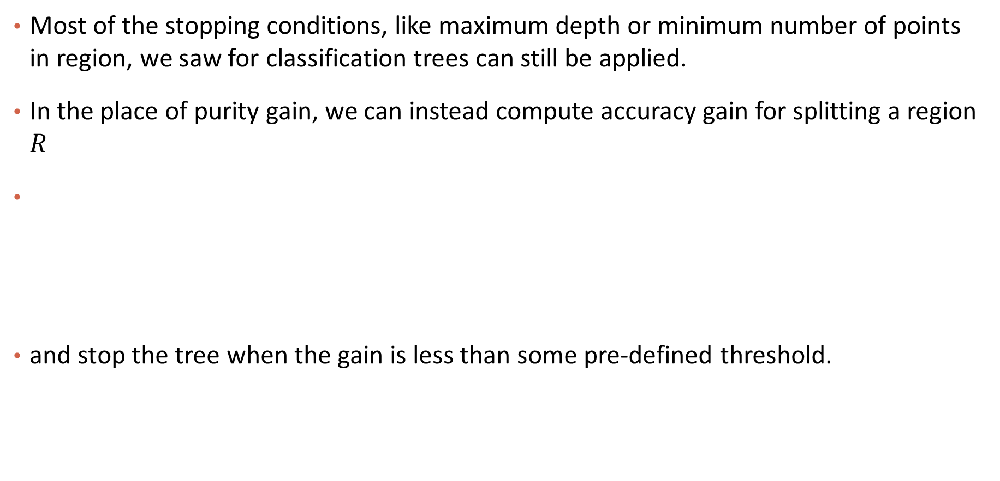 • Most of the stopping conditions, like maximum depth or minimum number of points
in region, we saw for classification trees can still be applied.
• In the place of purity gain, we can instead compute accuracy gain for splitting a region
R
•
• and stop the tree when the gain is less than some pre-defined threshold.